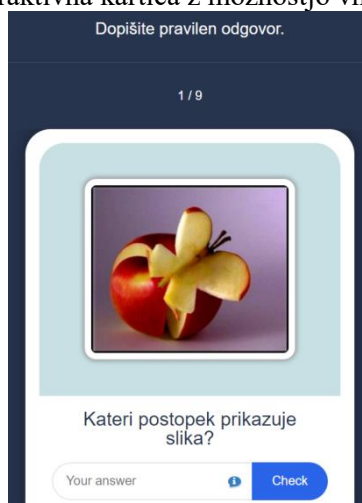 Dopišite pravilen odgovor.
1 / 9
Kateri postopek prikazuje
slika?
Your answer
Check